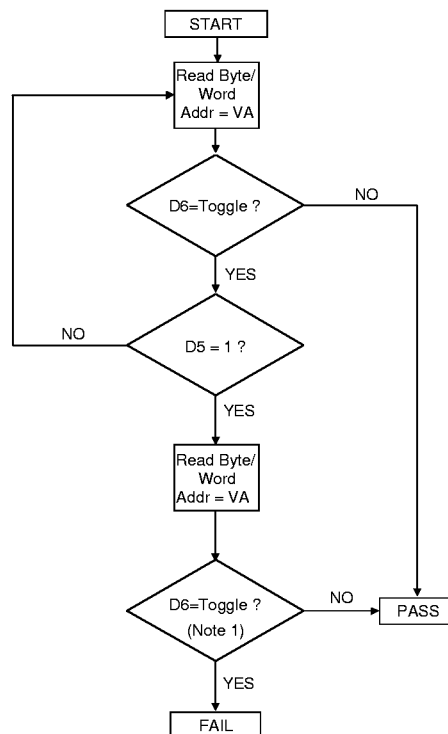 START
Read Byte/
Word
Addr = VA
D6=Toggle ?
NO
YES
NO
D5 = 1 ?
YES
Read Byte/
Word
Addr = VA
D6=Toggle ?
(Note 1)
NO
PASS
YES
FAIL